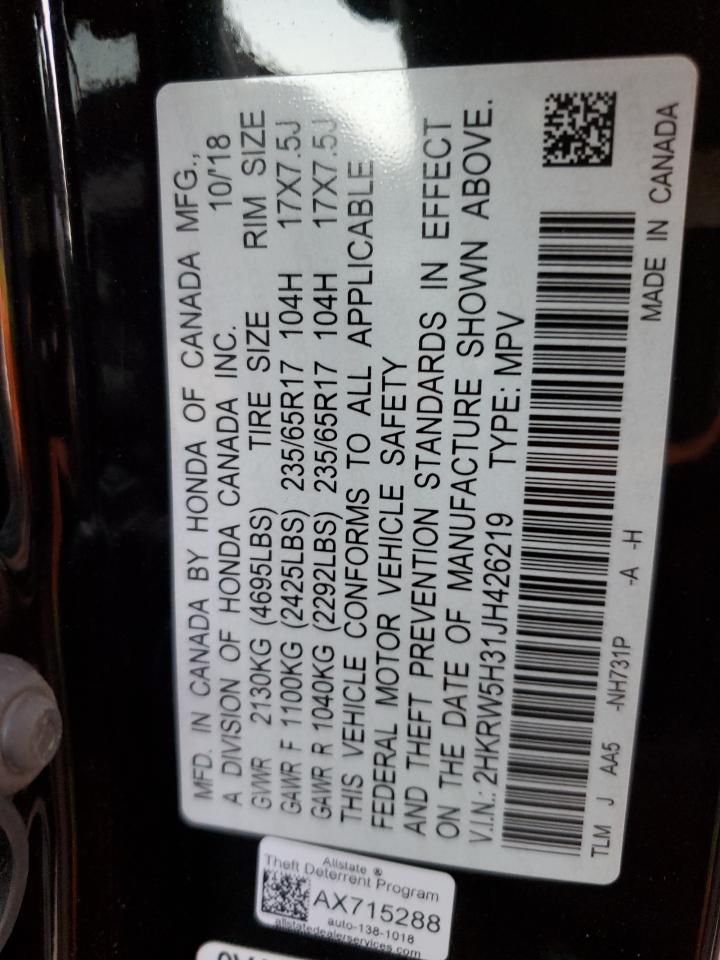 MFD. IN CANADA BY HONDA OF CANADA MFG.,
A DIVISION OF HONDA CANADA INC. 10/'18
GVWR 2130KG (4695LBS) TIRE SIZE RIM SIZE
GAWR F 1100KG (2425LBS) 235/65R17 104H 17X7.5J
GAWR R 1040KG (2292LBS) 235/65R17 104H 17X7.5J
THIS VEHICLE CONFORMS TO ALL APPLICABLE
FEDERAL MOTOR VEHICLE SAFETY
AND THEFT PREVENTION STANDARDS IN EFFECT
ON THE DATE OF MANUFACTURE SHOWN ABOVE.
V.I.N.: 2HKRW5H31JH426219 TYPE: MPV
TLM J AA5 -NH731P -A -H MADE IN CANADA
Allstate ®
Theft Deterrent Program
AX715288
auto-138-1018
allstatedealerservices.com